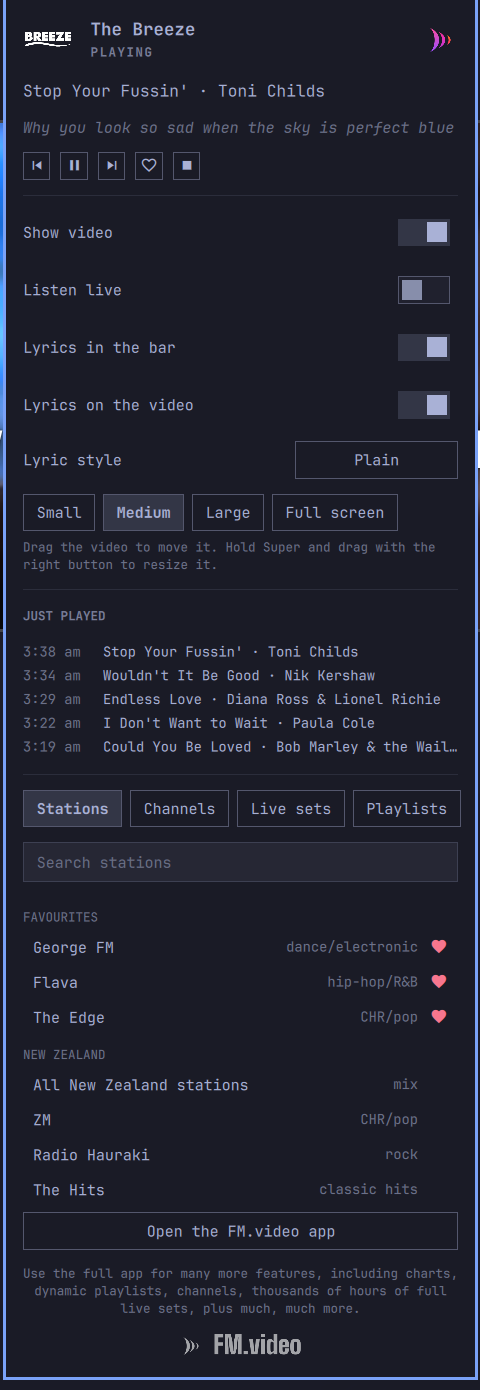 BREEZE
The Breeze
PLAYING
Stop Your Fussin' · Toni Childs
Why you look so sad when the sky is perfect blue
Show video
Listen live
Lyrics in the bar
Lyrics on the video
Lyric style
Plain
Small
Medium
Large
Full screen
Drag the video to move it. Hold Super and drag with the
right button to resize it.
JUST PLAYED
3:38 am Stop Your Fussin' · Toni Childs
3:34 am Wouldn't It Be Good · Nik Kershaw
3:29 am Endless Love · Diana Ross & Lionel Richie
3:22 am I Don't Want to Wait · Paula Cole
3:19 am Could You Be Loved · Bob Marley & the Wail…
Stations
Channels
Live sets
Playlists
Search stations
FAVOURITES
George FM dance/electronic
Flava hip-hop/R&B
The Edge CHR/pop
NEW ZEALAND
All New Zealand stations mix
ZM CHR/pop
Radio Hauraki rock
The Hits classic hits
Open the FM.video app
Use the full app for many more features, including charts,
dynamic playlists, channels, thousands of hours of full
live sets, plus much, much more.
FM.video